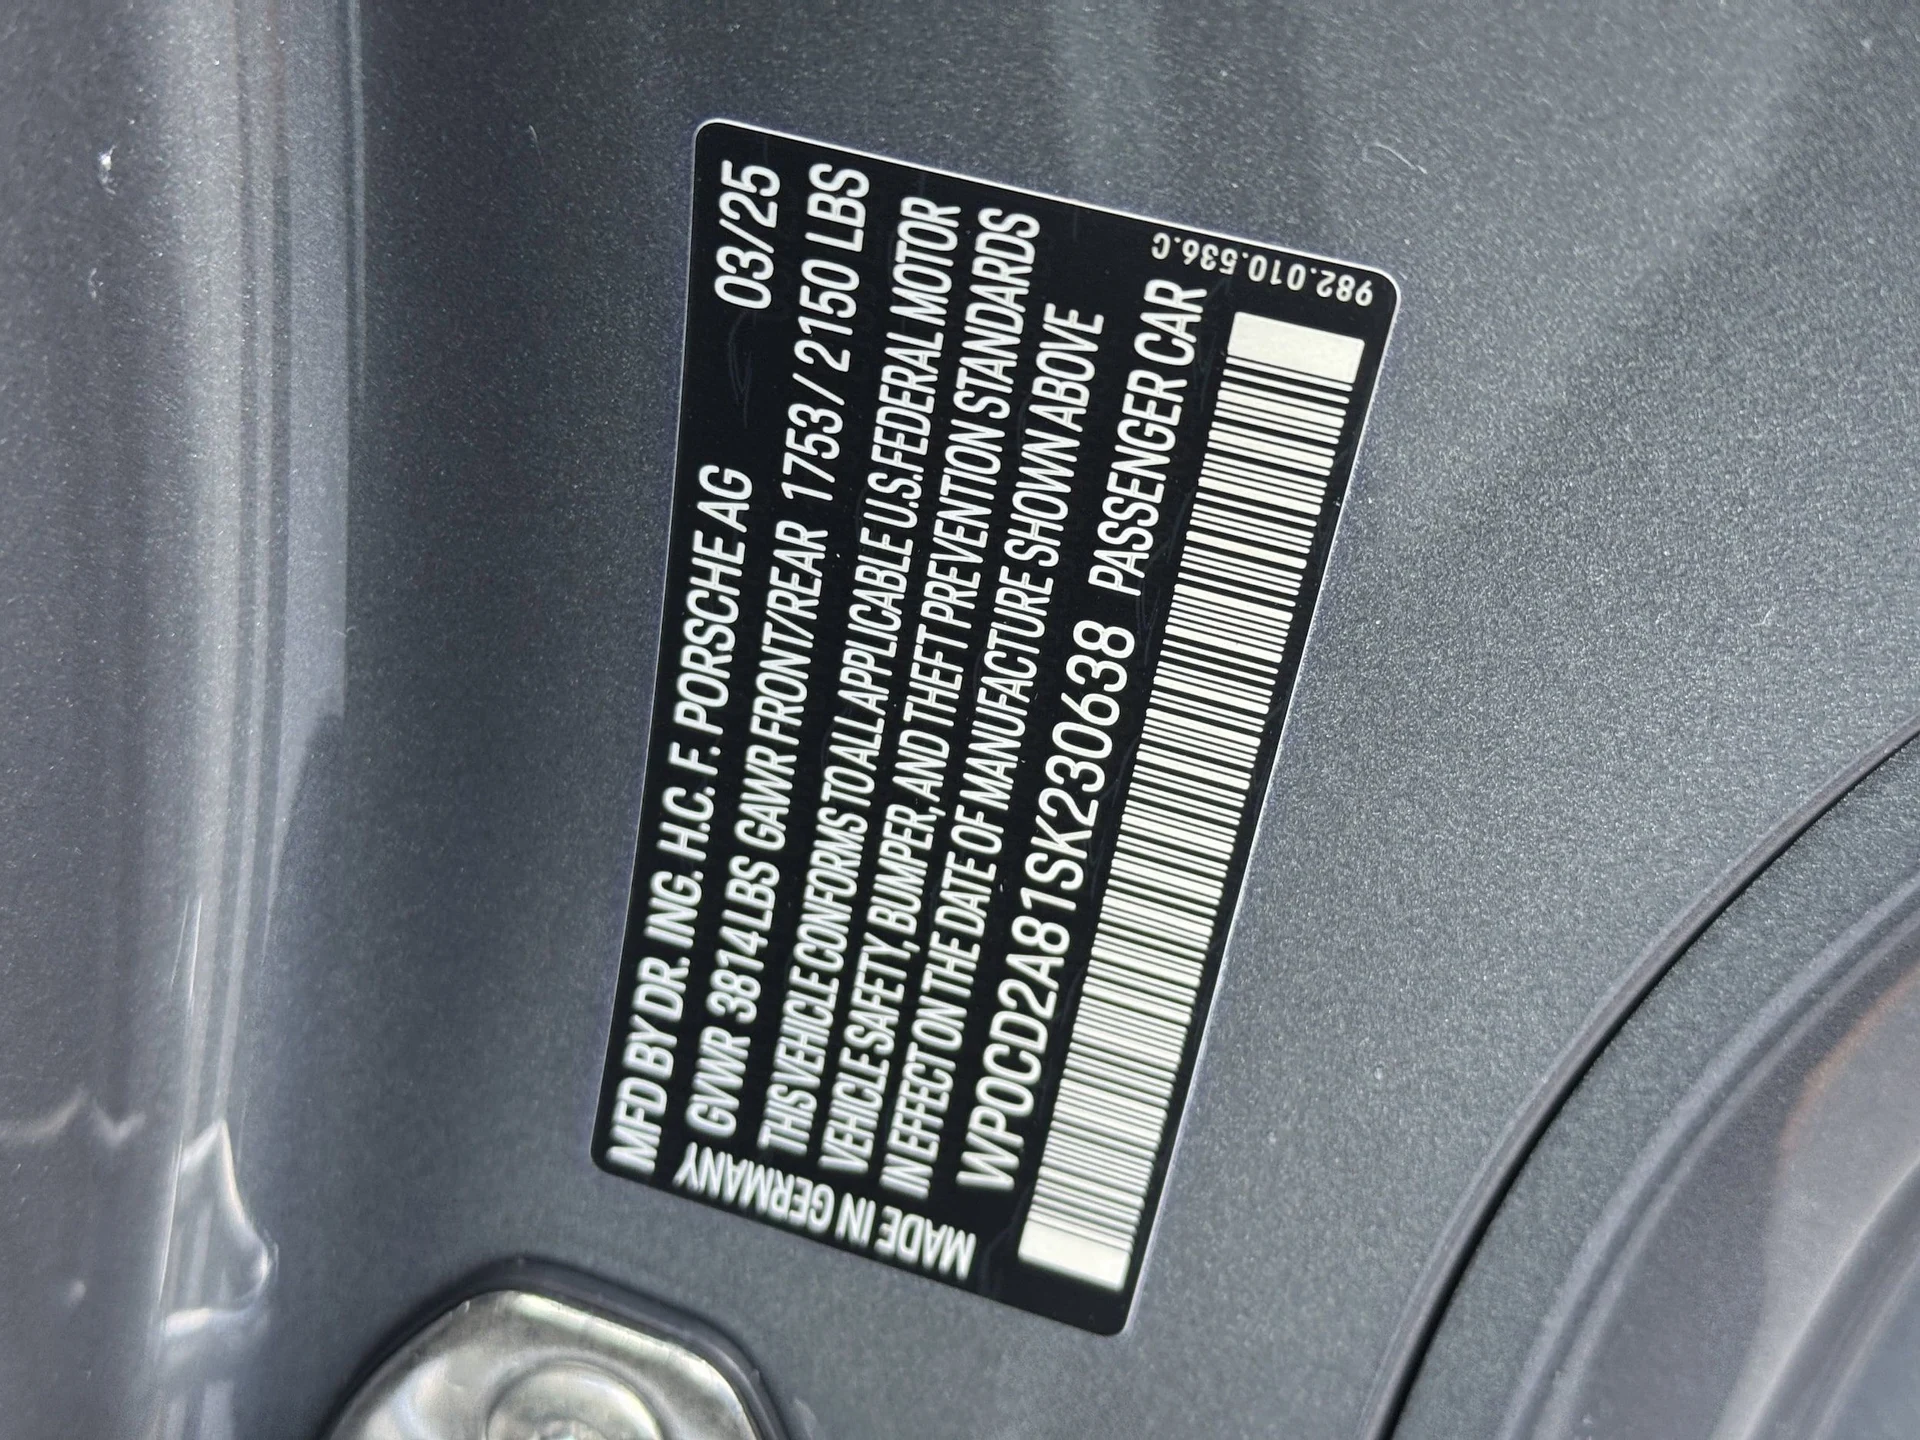 MFD BY DR. ING. H.C. F. PORSCHE AG 03/25
GVWR 3814 LBS GAWR FRONT/REAR 1753 / 2150 LBS
THIS VEHICLE CONFORMS TO ALL APPLICABLE U.S. FEDERAL MOTOR
VEHICLE SAFETY, BUMPER, AND THEFT PREVENTION STANDARDS
IN EFFECT ON THE DATE OF MANUFACTURE SHOWN ABOVE
WP0CD2A81SK230638 PASSENGER CAR
MADE IN GERMANY
982.010.536.C